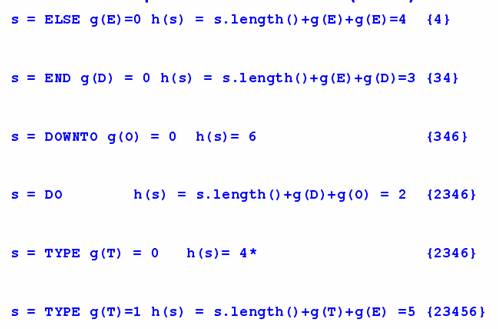 s = ELSE g(E)=0 h(s) = s.length()+g(E)+g(E)=4 {4}
s = END g(D) = 0 h(s) = s.length()+g(E)+g(D)=3 {34}
s = DOWNTO g(O) = 0 h(s)= 6 {346}
s = DO h(s) = s.length()+g(D)+g(O) = 2 {2346}
s = TYPE g(T) = 0 h(s)= 4* {2346}
s = TYPE g(T)=1 h(s) = s.length()+g(T)+g(E) =5 {23456}